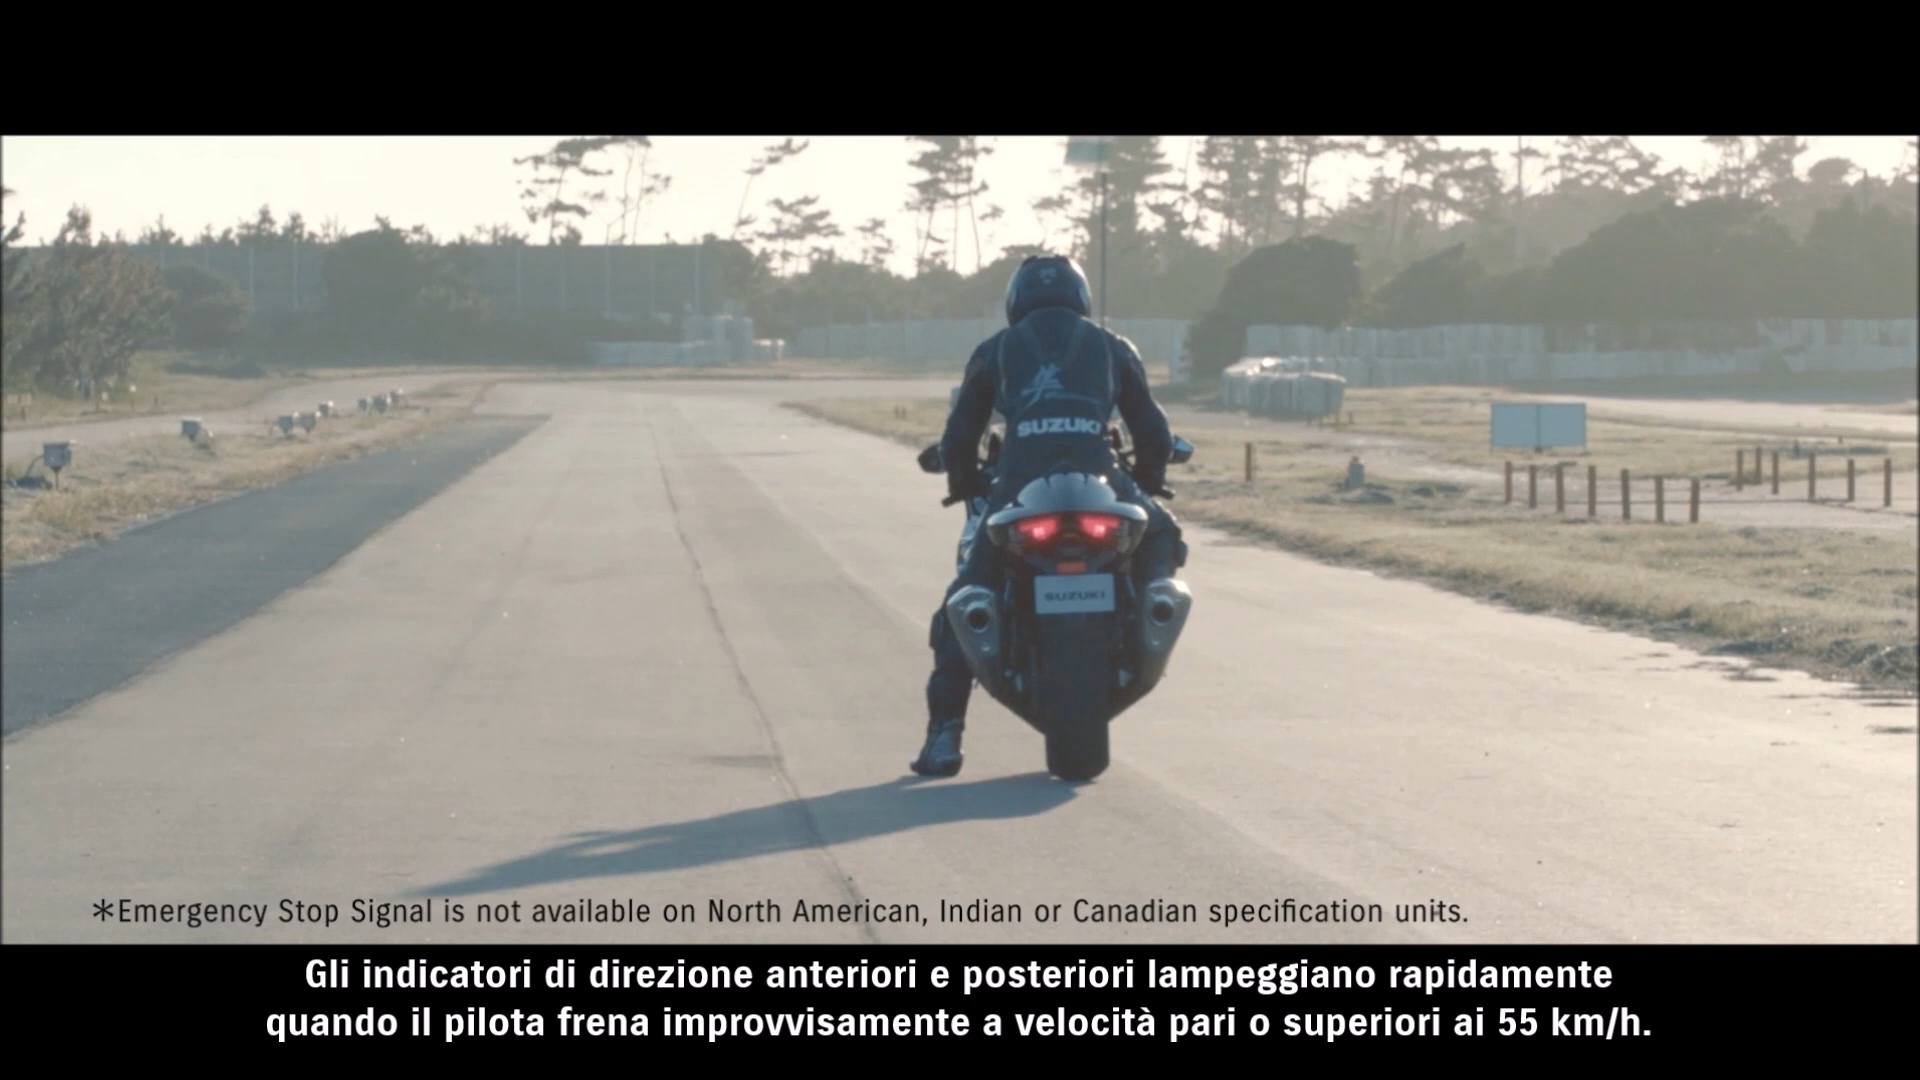 SUZUKI
SUZUKI
*Emergency Stop Signal is not available on North American, Indian or Canadian specification units.
Gli indicatori di direzione anteriori e posteriori lampeggiano rapidamente
quando il pilota frena improvvisamente a velocità pari o superiori ai 55 km/h.